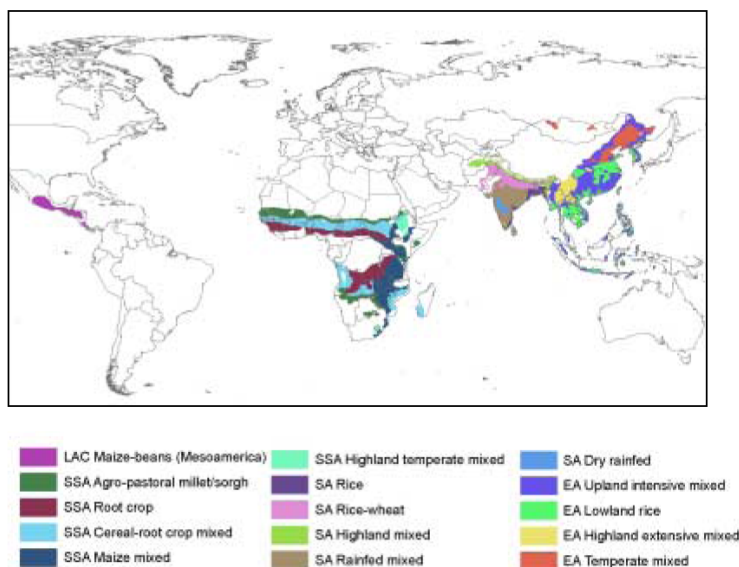 LAC Maize-beans (Mesoamerica)
SSA Agro-pastoral millet/sorgh
SSA Root crop
SSA Cereal-root crop mixed
SSA Maize mixed
SSA Highland temperate mixed
SA Rice
SA Rice-wheat
SA Highland mixed
SA Rainfed mixed
SA Dry rainfed
EA Upland intensive mixed
EA Lowland rice
EA Highland extensive mixed
EA Temperate mixed